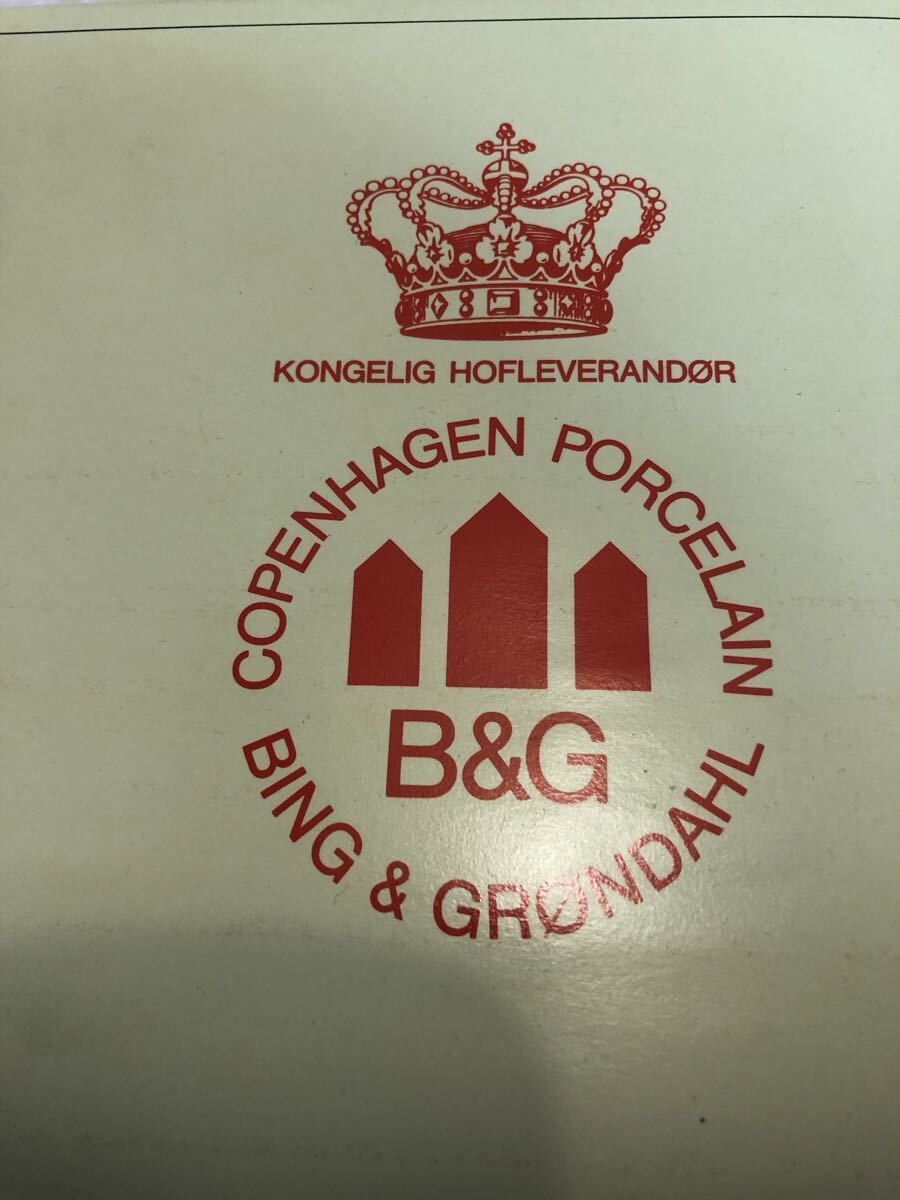 KONGELIG HOFLEVERANDØR
COPENHAGEN PORCELAIN
B&G
BING & GRØNDAHL